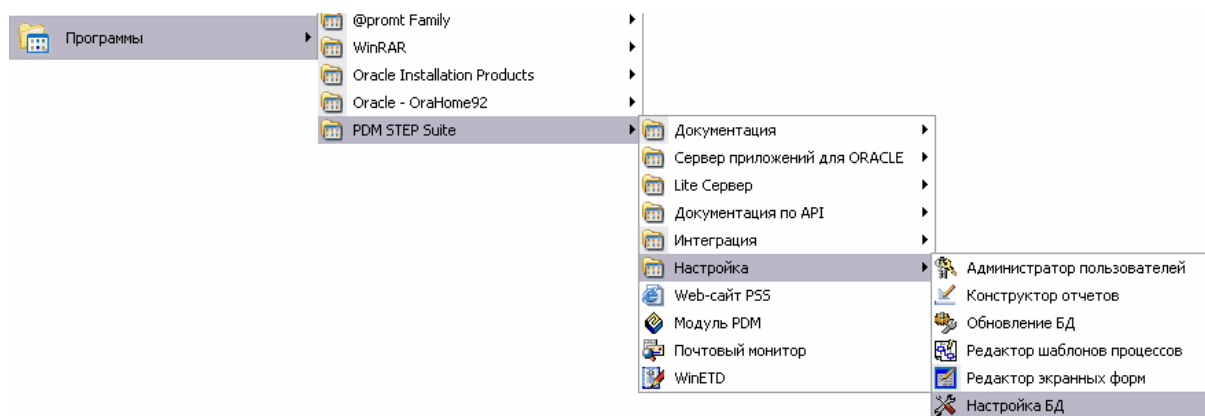 Программы
@promt Family
WinRAR
Oracle Installation Products
Oracle - OraHome92
PDM STEP Suite
Документация
Сервер приложений для ORACLE
Lite Сервер
Документация по API
Интеграция
Настройка
Web-сайт PSS
Модуль PDM
Почтовый монитор
WinETD
Администратор пользователей
Конструктор отчетов
Обновление БД
Редактор шаблонов процессов
Редактор экранных форм
Настройка БД